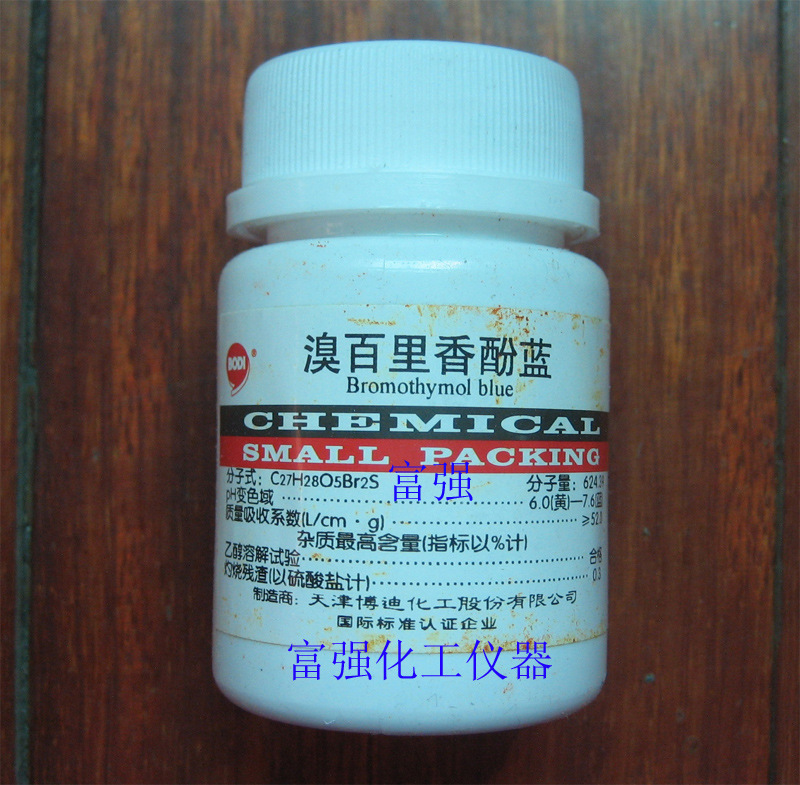 BODI®
溴百里香酚蓝
Bromothymol blue
CHEMICAL
SMALL PACKING
分子式：C27H28O5Br2S 分子量：624.39
富强
pH变色域 6.0(黄)—7.6(蓝)
质量吸收系数(L/cm·g) ≥52.0
杂质最高含量(指标以%计)
乙醇溶解试验 合格
灼烧残渣(以硫酸盐计) 0.3
制造商：天津博迪化工股份有限公司
国际标准认证企业
富强化工仪器